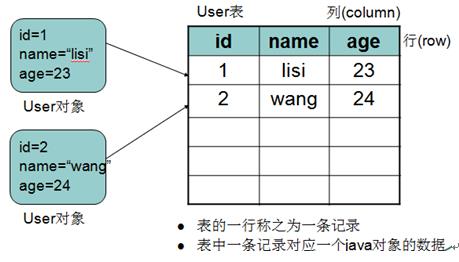 User表
列(column)
id=1
name=“lisi”
age=23
User对象
id
name
age
行(row)
1
lisi
23
2
wang
24
id=2
name=“wang”
age=24
User对象
● 表的一行称之为一条记录
● 表中一条记录对应一个java对象的数据